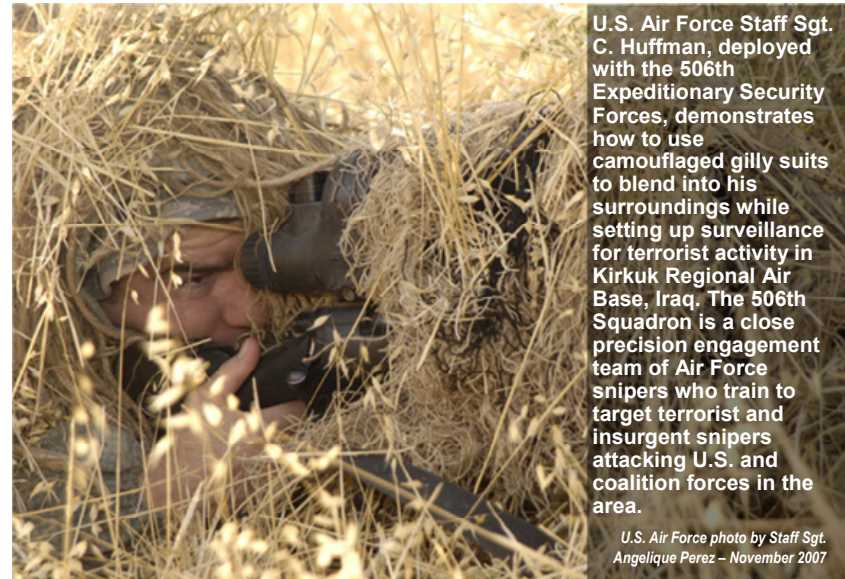 U.S. Air Force Staff Sgt.
C. Huffman, deployed
with the 506th
Expeditionary Security
Forces, demonstrates
how to use
camouflaged gilly suits
to blend into his
surroundings while
setting up surveillance
for terrorist activity in
Kirkuk Regional Air
Base, Iraq. The 506th
Squadron is a close
precision engagement
team of Air Force
snipers who train to
target terrorist and
insurgent snipers
attacking U.S. and
coalition forces in the
area.
U.S. Air Force photo by Staff Sgt.
Angelique Perez – November 2007